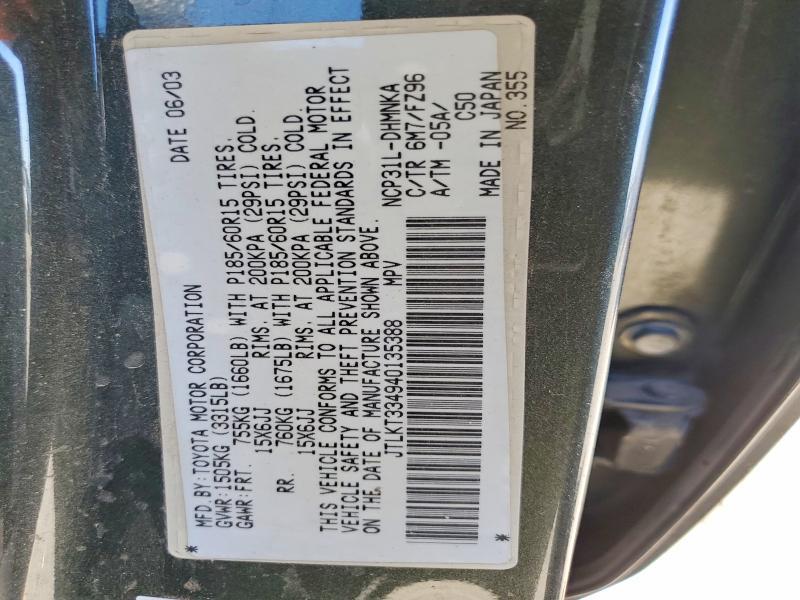 MFD.BY:TOYOTA MOTOR CORPORATION DATE 06/03
GVWR:1505KG (3315LB)
GAWR:FRT. 755KG (1660LB) WITH P185/60R15 TIRES.
15X6JJ RIMS. AT 200KPA (29PSI) COLD.
RR. 760KG (1675LB) WITH P185/60R15 TIRES.
15X6JJ RIMS. AT 200KPA (29PSI) COLD.
THIS VEHICLE CONFORMS TO ALL APPLICABLE FEDERAL MOTOR
VEHICLE SAFETY AND THEFT PREVENTION STANDARDS IN EFFECT
ON THE DATE OF MANUFACTURE SHOWN ABOVE.
JTLKT334940135388 MPV NCP31L-DHMNKA
C/TR 6M7/FZ96
A/TM -05A/
C50
MADE IN JAPAN
* * NO.355